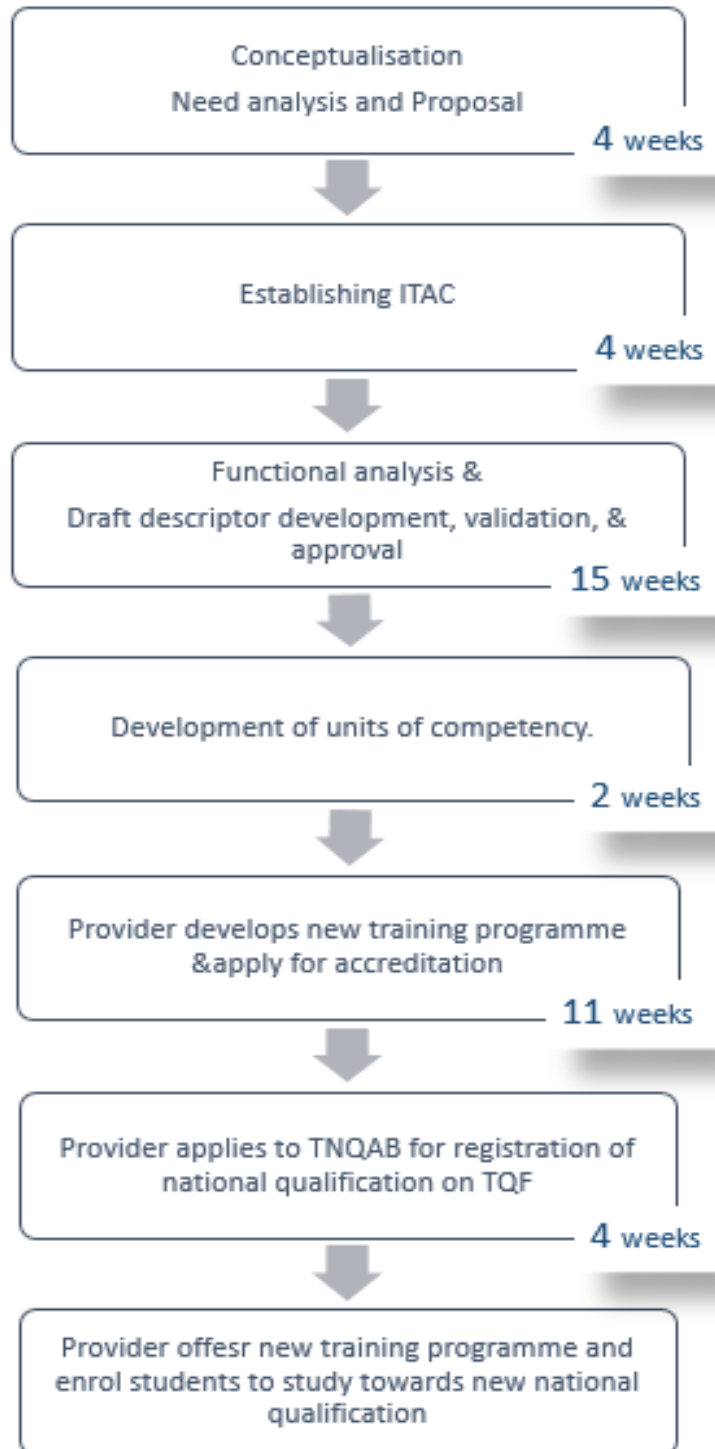 Conceptualisation
Need analysis and Proposal
4 weeks
Establishing ITAC
4 weeks
Functional analysis &
Draft descriptor development, validation, &
approval
15 weeks
Development of units of competency.
2 weeks
Provider develops new training programme
&apply for accreditation
11 weeks
Provider applies to TNQAB for registration of
national qualification on TQF
4 weeks
Provider offesr new training programme and
enrol students to study towards new national
qualification